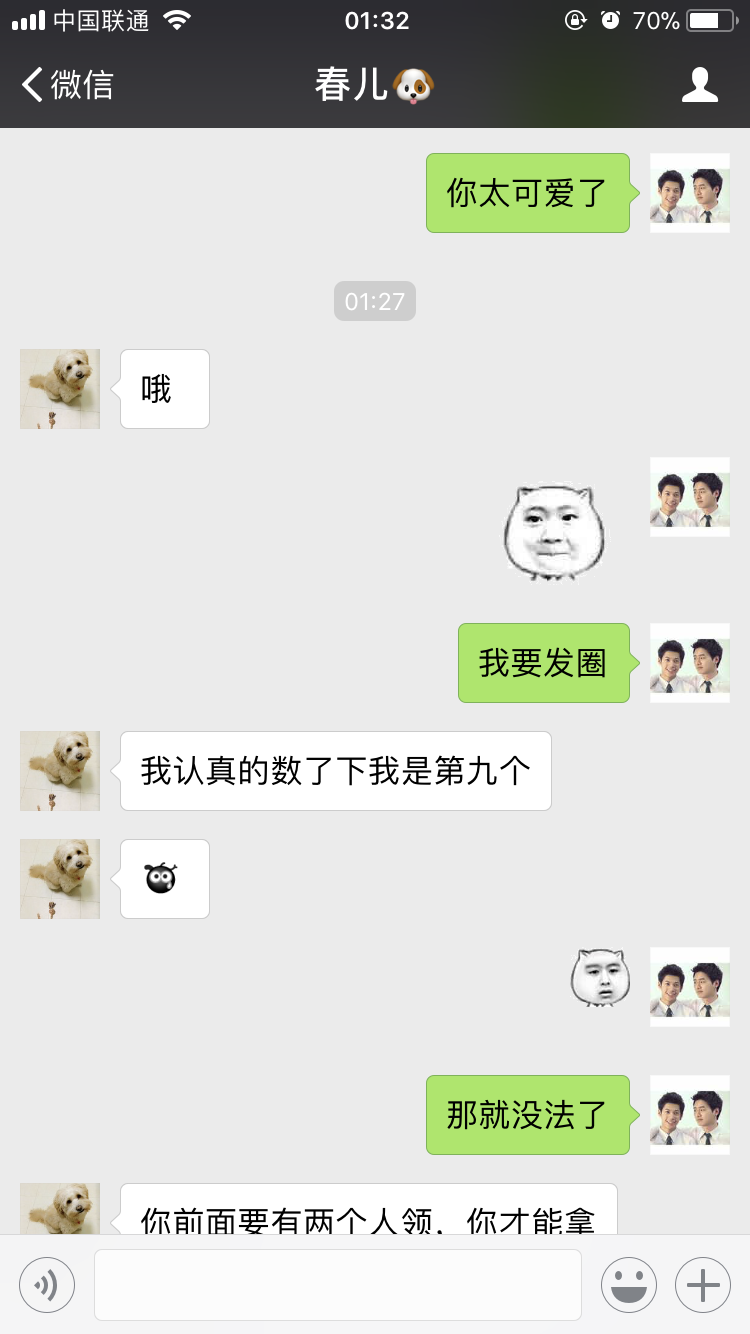 中国联通 01:32 70%
微信 春儿
你太可爱了
01:27
哦
我要发圈
我认真的数了下我是第九个
那就没法了
你前面要有两个人领，你才能拿